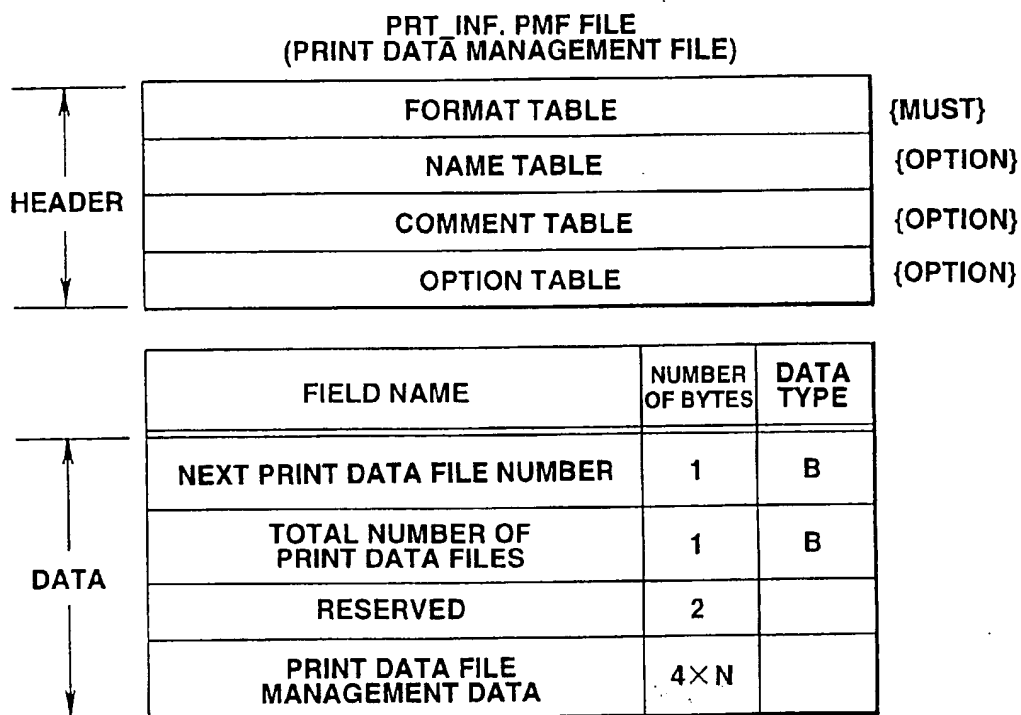 PRT_INF. PMF FILE
(PRINT DATA MANAGEMENT FILE)
FORMAT TABLE {MUST}
NAME TABLE {OPTION}
HEADER
COMMENT TABLE {OPTION}
OPTION TABLE {OPTION}
FIELD NAME NUMBER OF BYTES DATA TYPE
NEXT PRINT DATA FILE NUMBER 1 B
TOTAL NUMBER OF
PRINT DATA FILES 1 B
DATA
RESERVED 2
PRINT DATA FILE
MANAGEMENT DATA 4×N